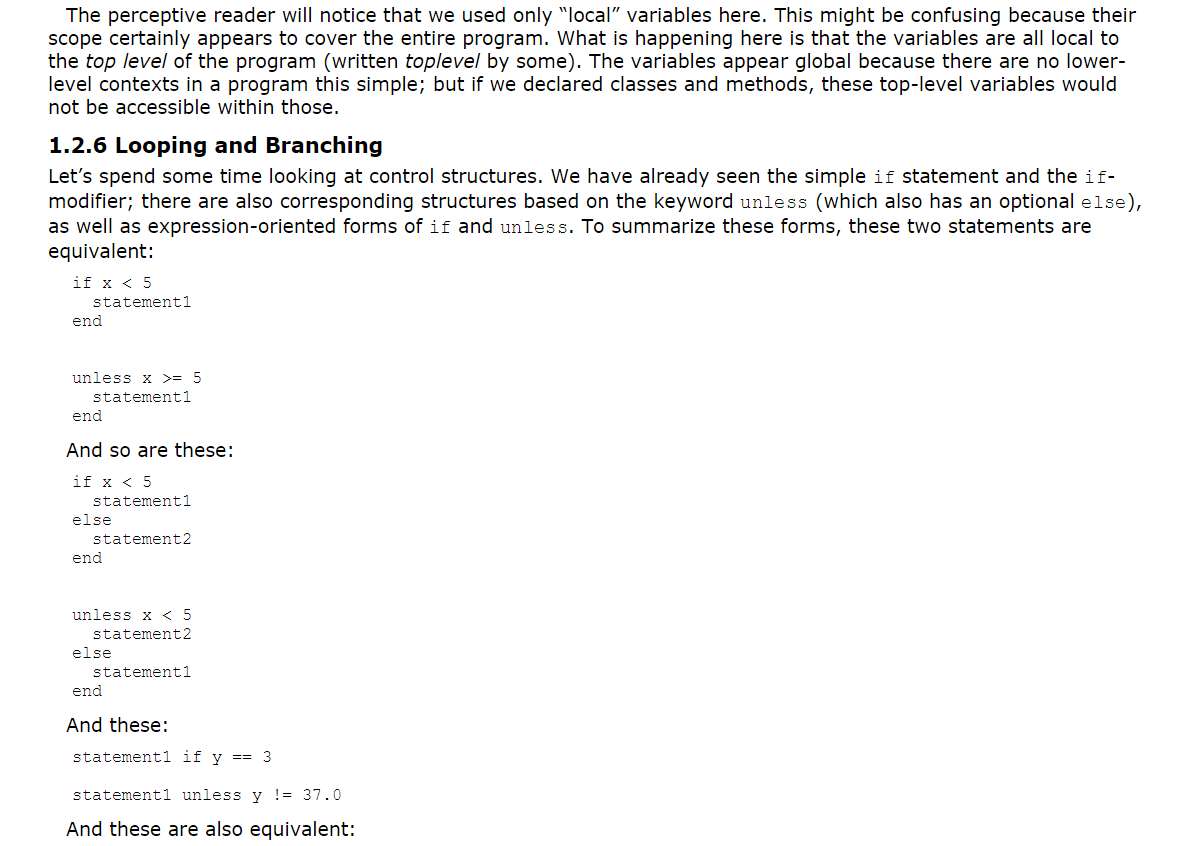 The perceptive reader will notice that we used only “local” variables here. This might be confusing because their
scope certainly appears to cover the entire program. What is happening here is that the variables are all local to
the top level of the program (written toplevel by some). The variables appear global because there are no lower-
level contexts in a program this simple; but if we declared classes and methods, these top-level variables would
not be accessible within those.
1.2.6 Looping and Branching
Let’s spend some time looking at control structures. We have already seen the simple if statement and the if-
modifier; there are also corresponding structures based on the keyword unless (which also has an optional else),
as well as expression-oriented forms of if and unless. To summarize these forms, these two statements are
equivalent:
if x < 5
  statement1
end
unless x >= 5
  statement1
end
And so are these:
if x < 5
  statement1
else
  statement2
end
unless x < 5
  statement2
else
  statement1
end
And these:
statement1 if y == 3
statement1 unless y != 37.0
And these are also equivalent: